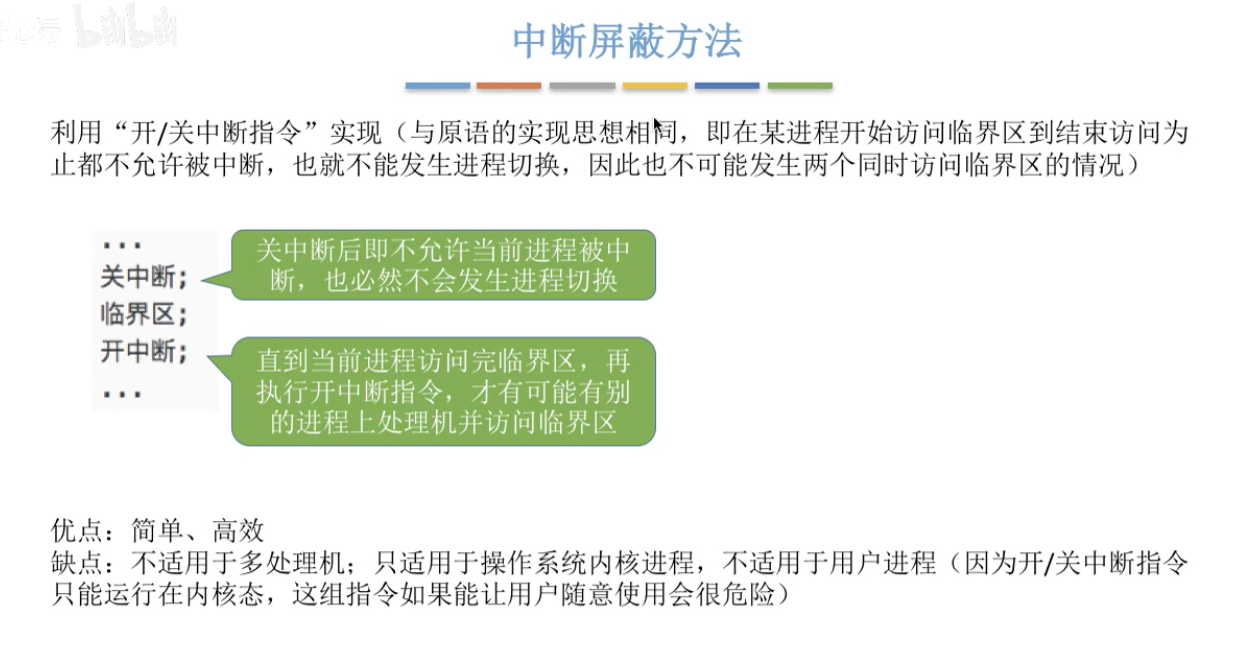 bilibili
中断屏蔽方法
利用“开/关中断指令”实现（与原语的实现思想相同，即在某进程开始访问临界区到结束访问为
止都不允许被中断，也就不能发生进程切换，因此也不可能发生两个同时访问临界区的情况）
...
关中断;
临界区;
开中断;
...
关中断后即不允许当前进程被中
断，也必然不会发生进程切换
直到当前进程访问完临界区，再
执行开中断指令，才有可能有别
的进程上处理机并访问临界区
优点：简单、高效
缺点：不适用于多处理机；只适用于操作系统内核进程，不适用于用户进程（因为开/关中断指令
只能运行在内核态，这组指令如果能让用户随意使用会很危险）